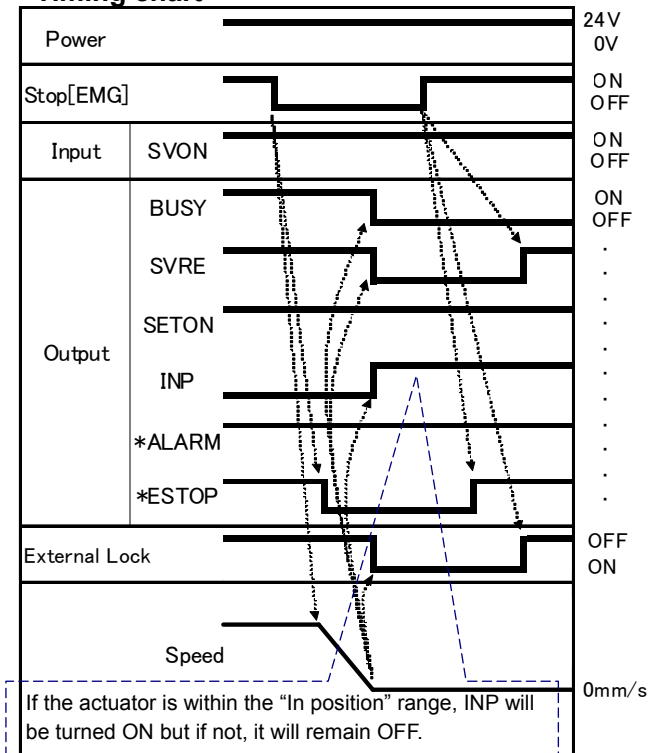 Timing chart
Power
24V
0V
Stop[EMG]
ON
OFF
Input
SVON
ON
OFF
Output
BUSY
ON
OFF
SVRE
SETON
INP
*ALARM
*ESTOP
External Lock
OFF
ON
Speed
0mm/s
If the actuator is within the “In position” range, INP will
be turned ON but if not, it will remain OFF.